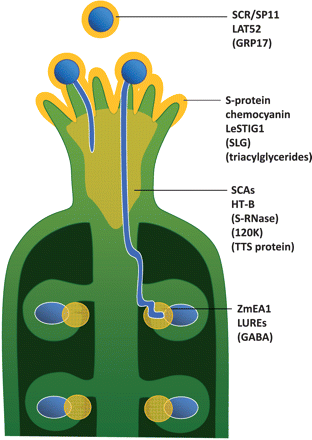 SCR/SP11
LAT52
(GRP17)
S-protein
chemocyanin
LeSTIG1
(SLG)
(triacylglycerides)
SCAs
HT-B
(S-RNase)
(120K)
(TTS protein)
ZmEA1
LUREs
(GABA)